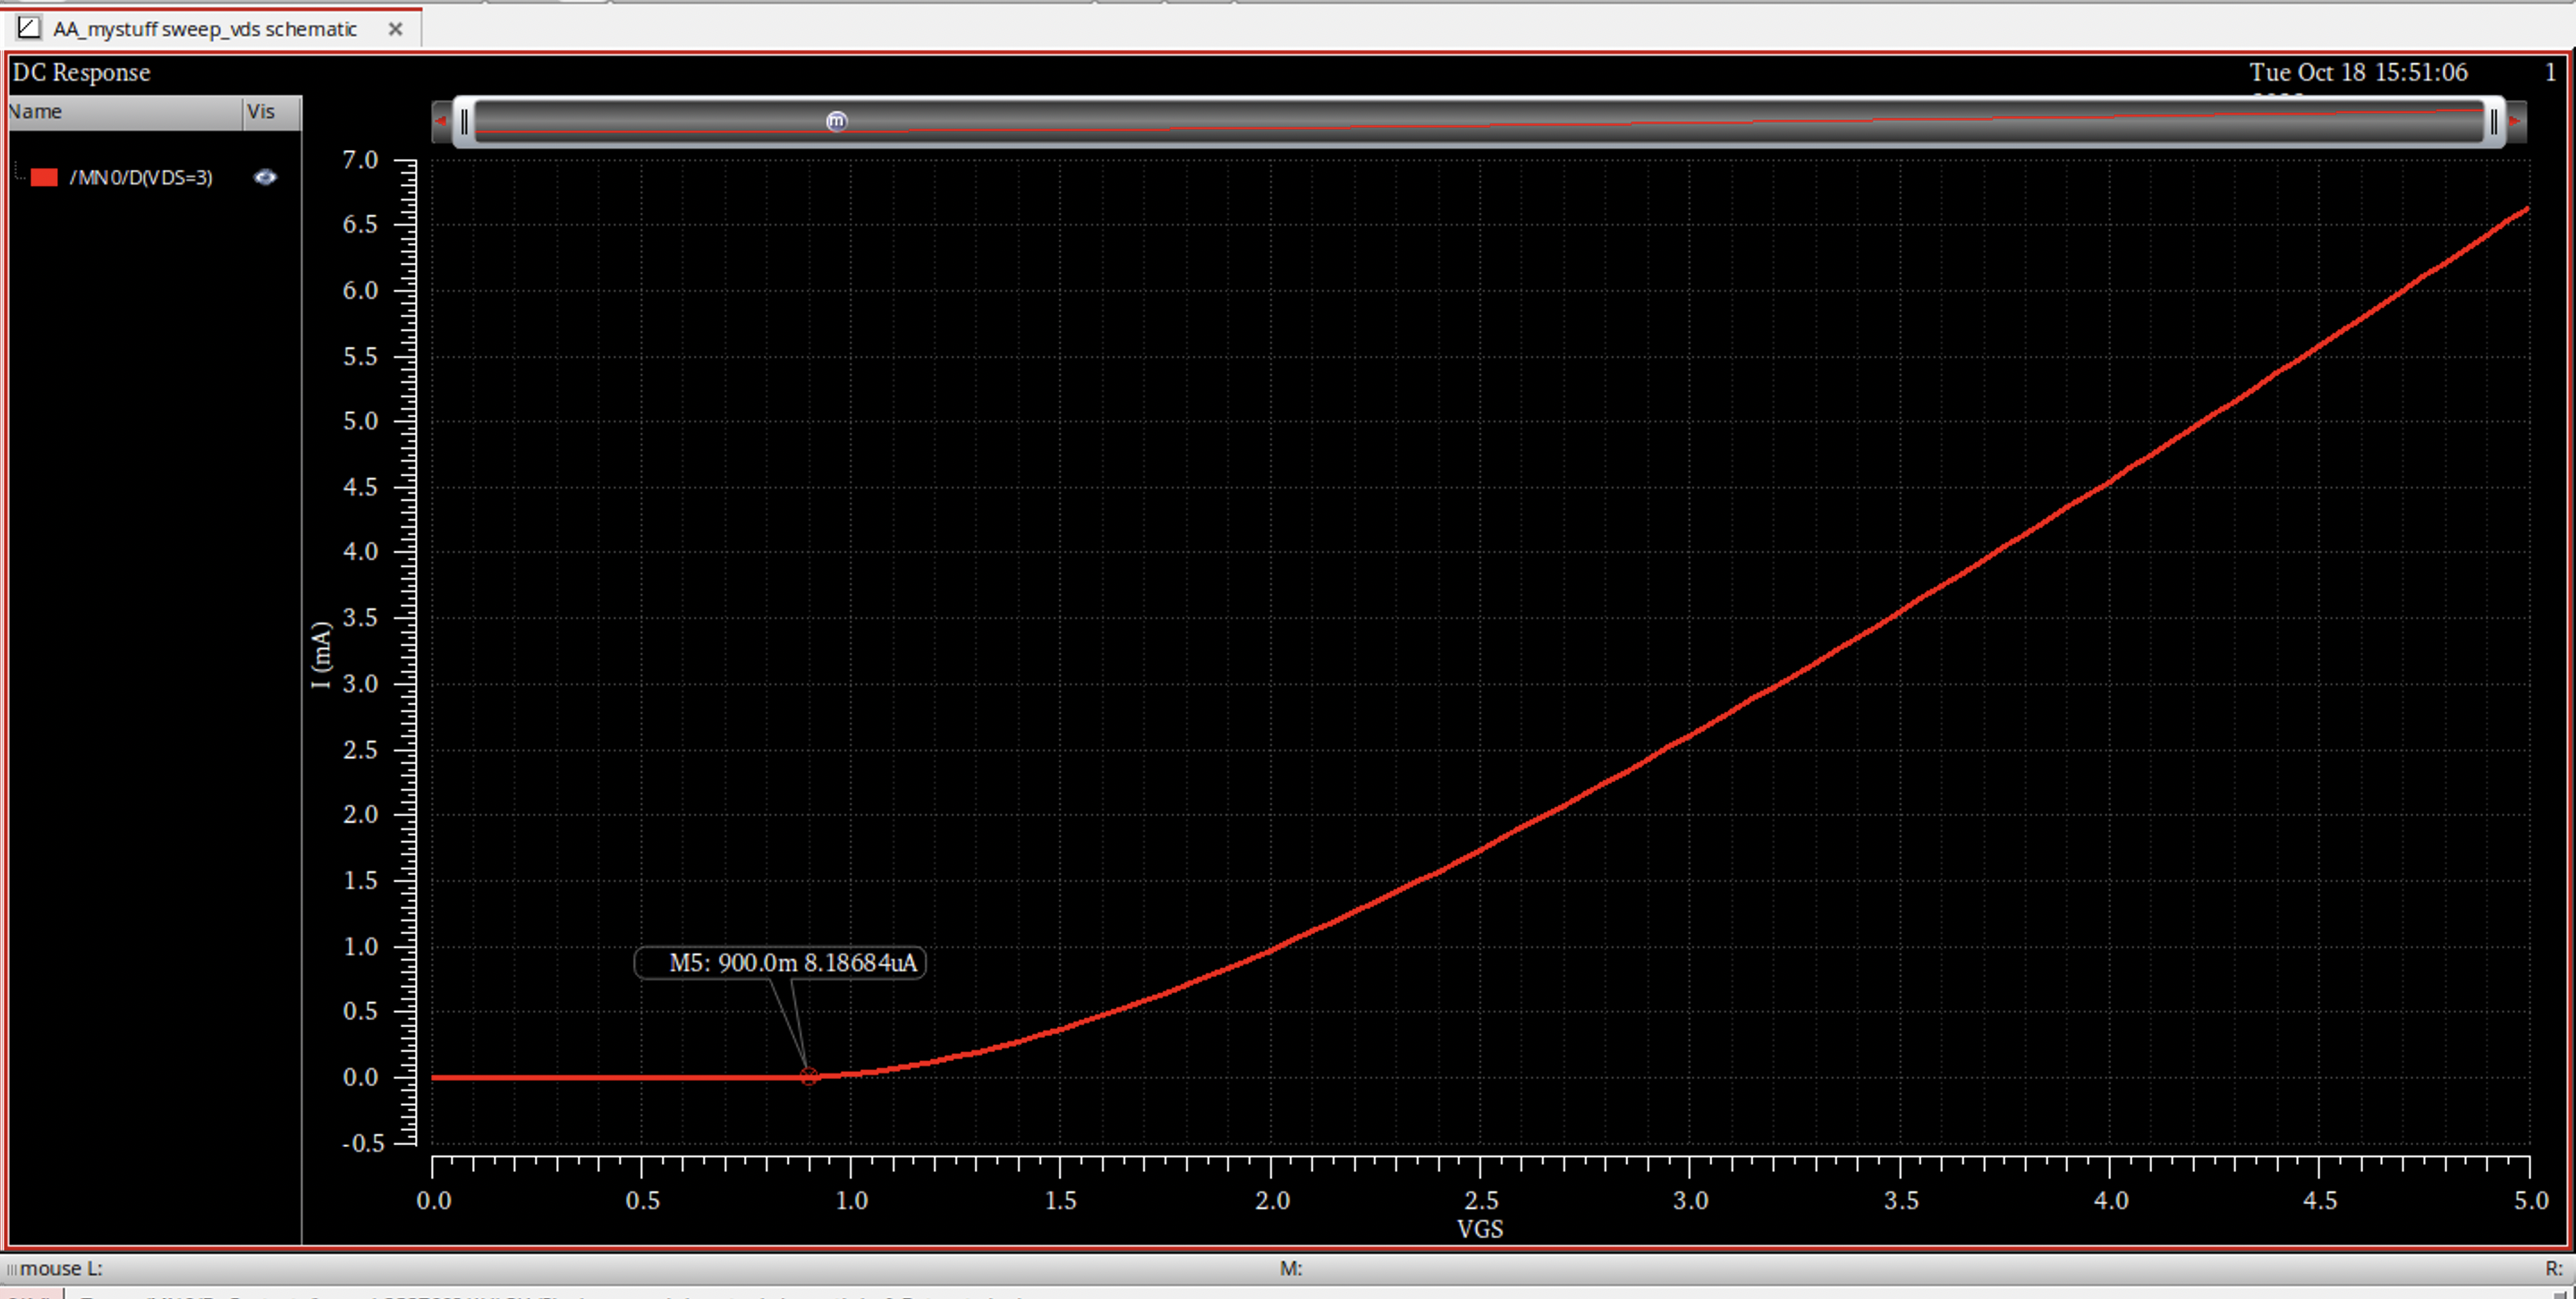 AA_mystuff sweep_vds schematic
DC Response
Tue Oct 18 15:51:06
1
Name Vis
/MN0/D(VDS=3)
m
7.0
6.5
6.0
5.5
5.0
4.5
4.0
3.5
3.0
2.5
2.0
1.5
1.0
0.5
0.0
-0.5
I (mA)
M5: 900.0m 8.18684uA
0.0 0.5 1.0 1.5 2.0 2.5 3.0 3.5 4.0 4.5 5.0
VGS
mouse L: M: R: